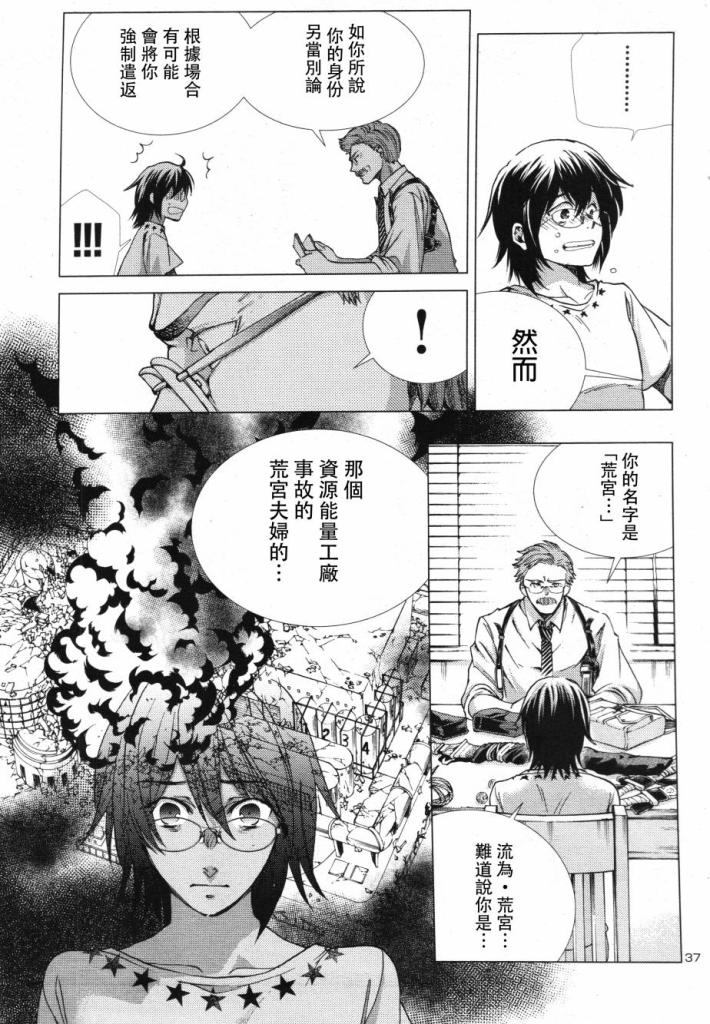 …………
然而
如你所說
你的身份
另當別論
根據場合
有可能
會將你
強制遣返
!!!
!
你的名字是
「荒宮…」
流為・荒宮…
難道說你是…
那個
資源能量工廠
事故的
荒宮夫婦的…
1
2
3
4
37